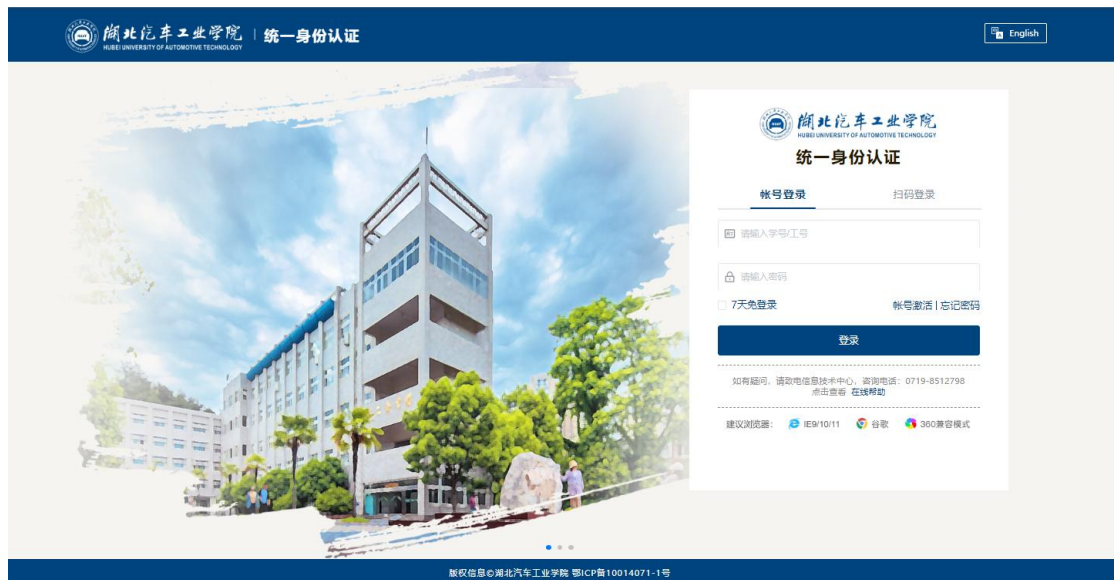 湖北汽车工业学院
HUBEI UNIVERSITY OF AUTOMOTIVE TECHNOLOGY
统一身份认证
English
湖北汽车工业学院
HUBEI UNIVERSITY OF AUTOMOTIVE TECHNOLOGY
统一身份认证
帐号登录
扫码登录
请输入学号/工号
请输入密码
7天免登录
帐号激活 | 忘记密码
登录
如有疑问，请致电信息技术中心，咨询电话：0719-8512798
点击查看 在线帮助
建议浏览器： IE9/10/11 谷歌 360兼容模式
版权信息©湖北汽车工业学院 鄂ICP备10014071-1号